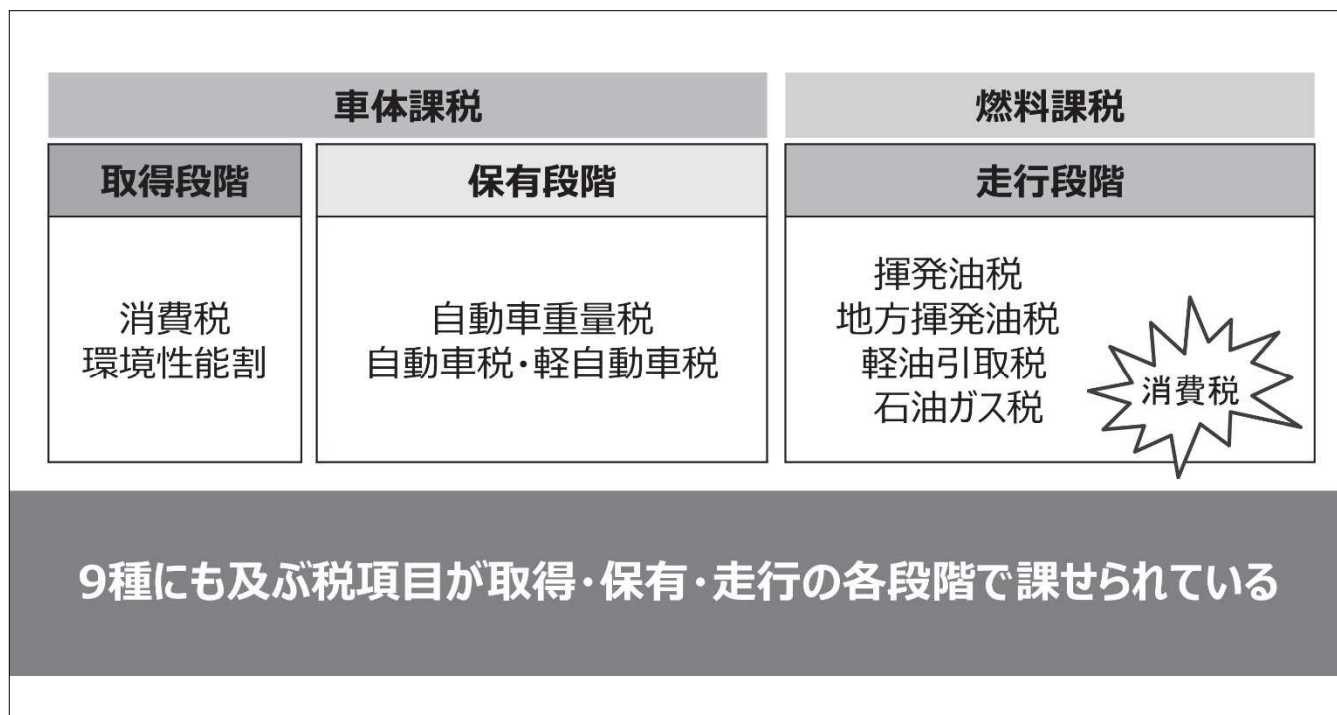 車体課税
取得段階
消費税
環境性能割
保有段階
自動車重量税
自動車税・軽自動車税
燃料課税
走行段階
揮発油税
地方揮発油税
軽油引取税
石油ガス税
消費税
9種にも及ぶ税項目が取得・保有・走行の各段階で課せられている